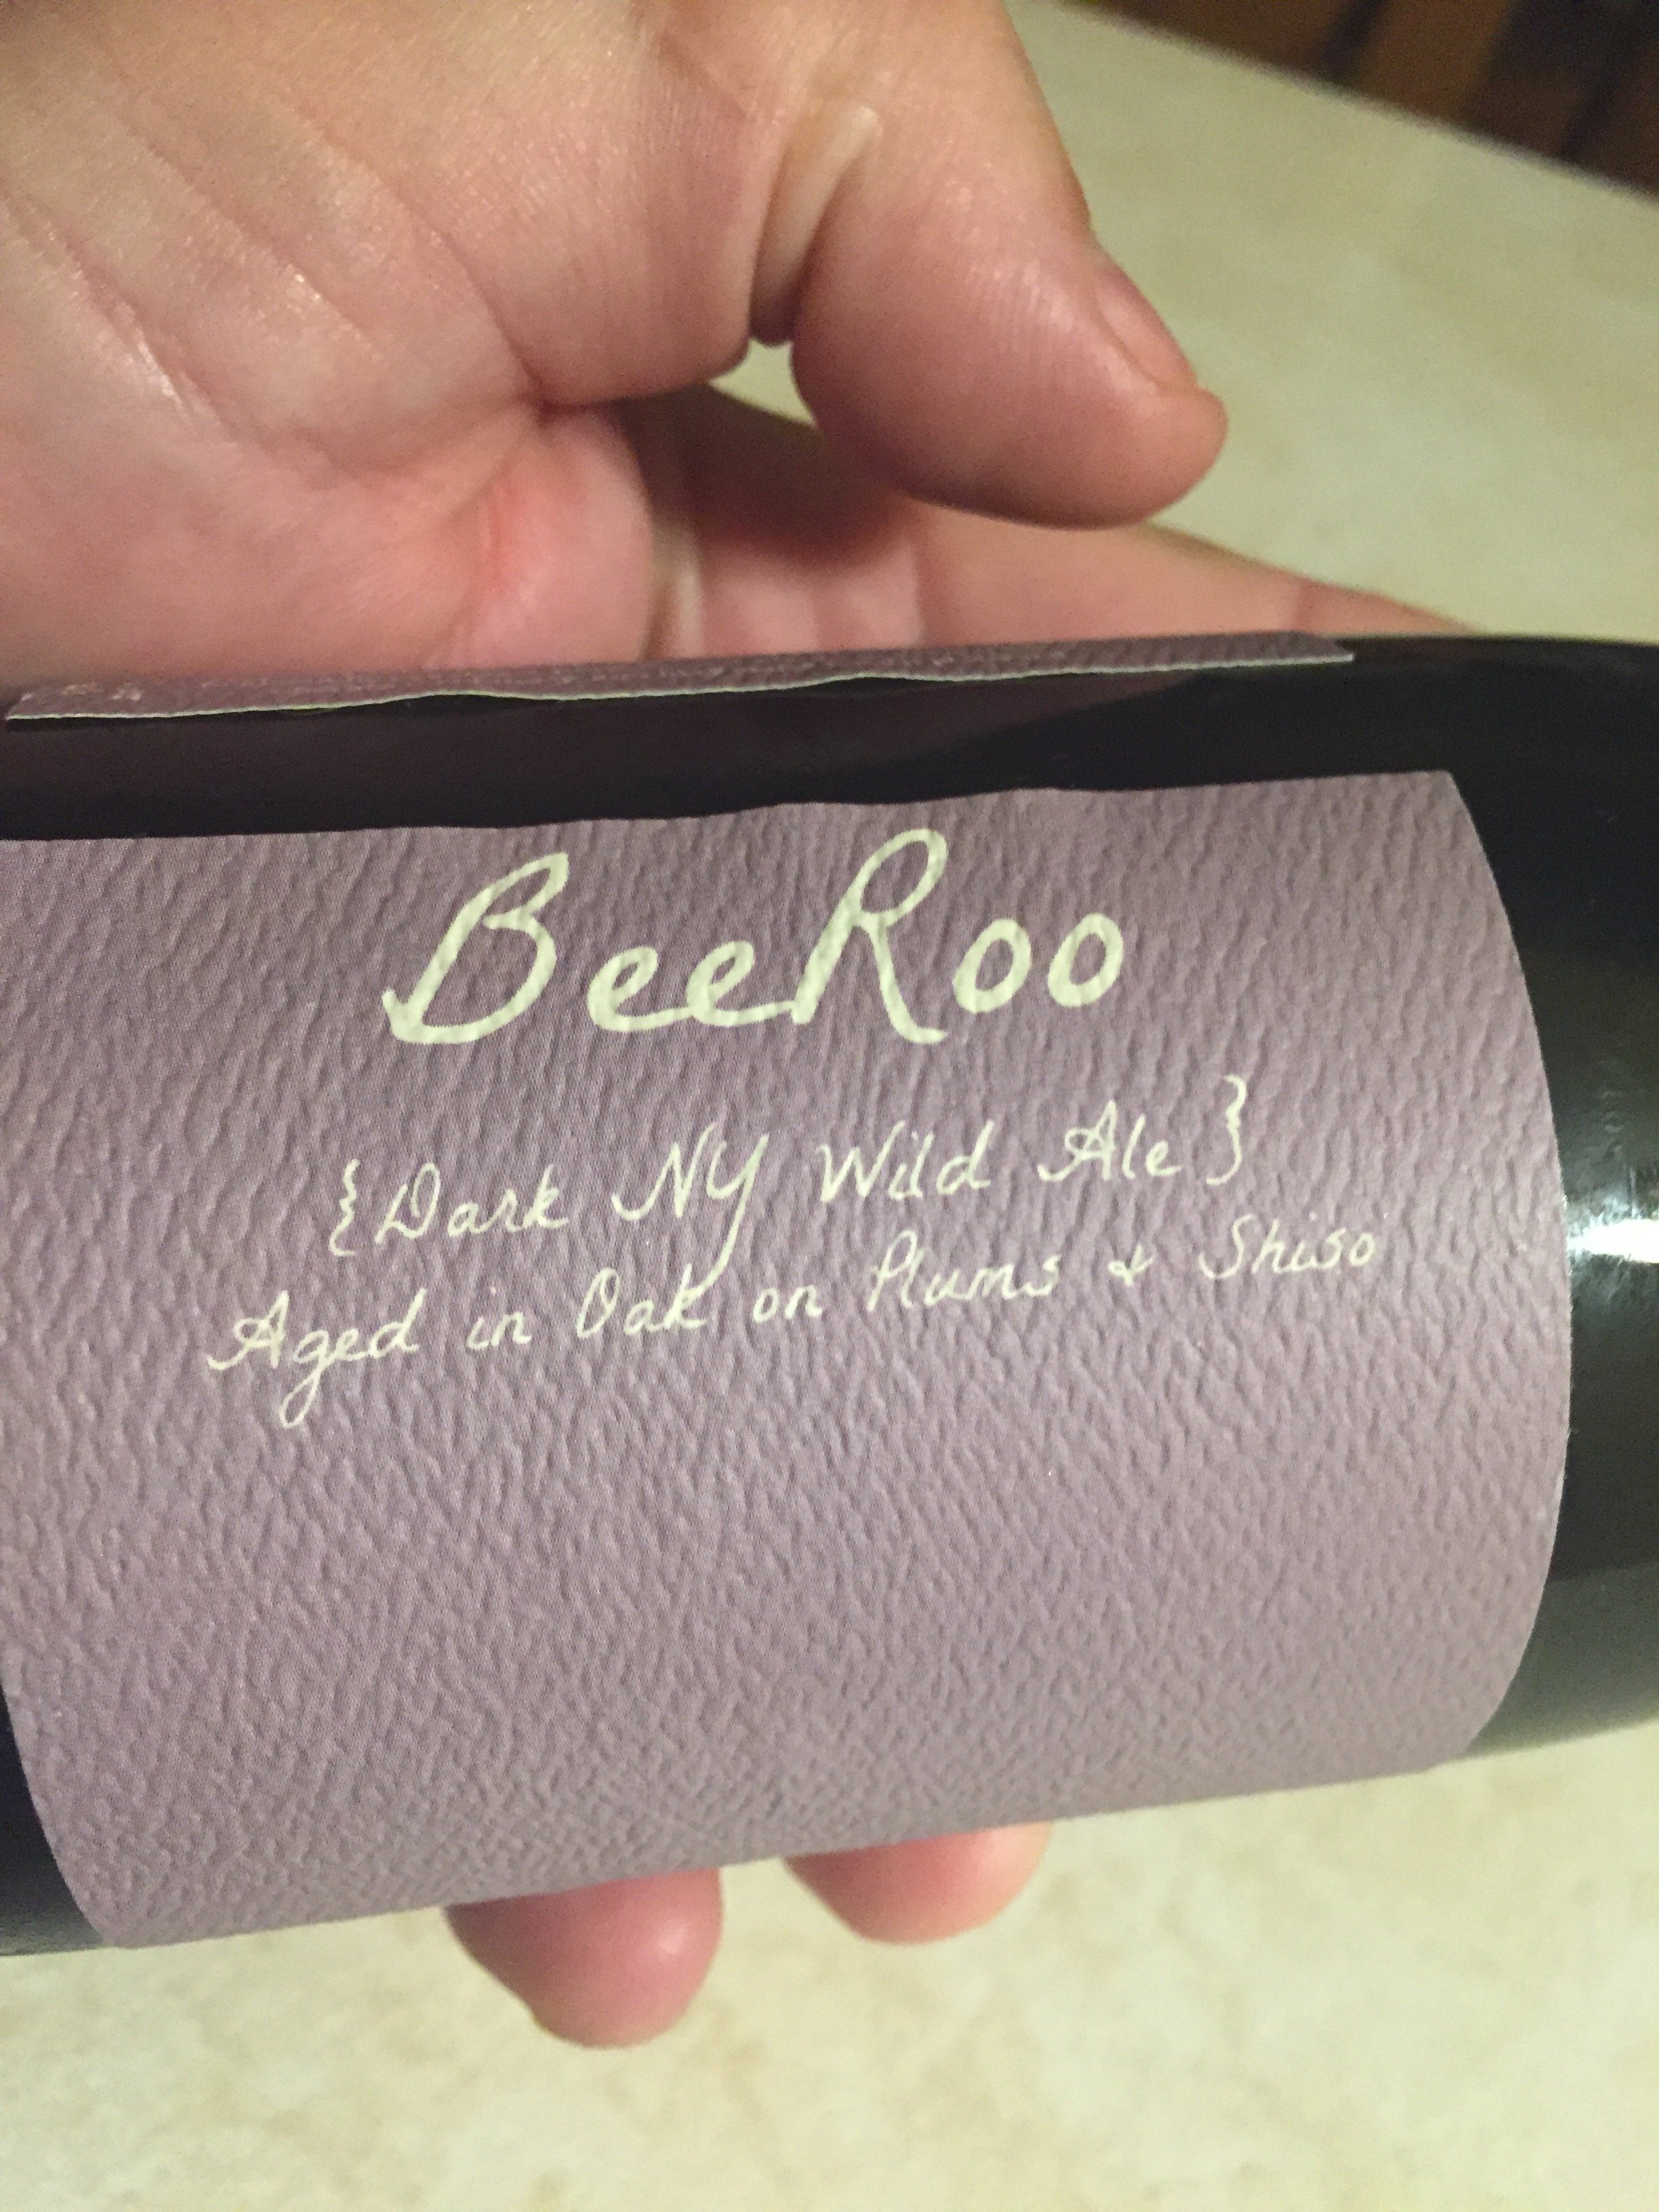 BeeRoo
{Dark NY Wild Ale}
Aged in Oak on Plums & Shiso